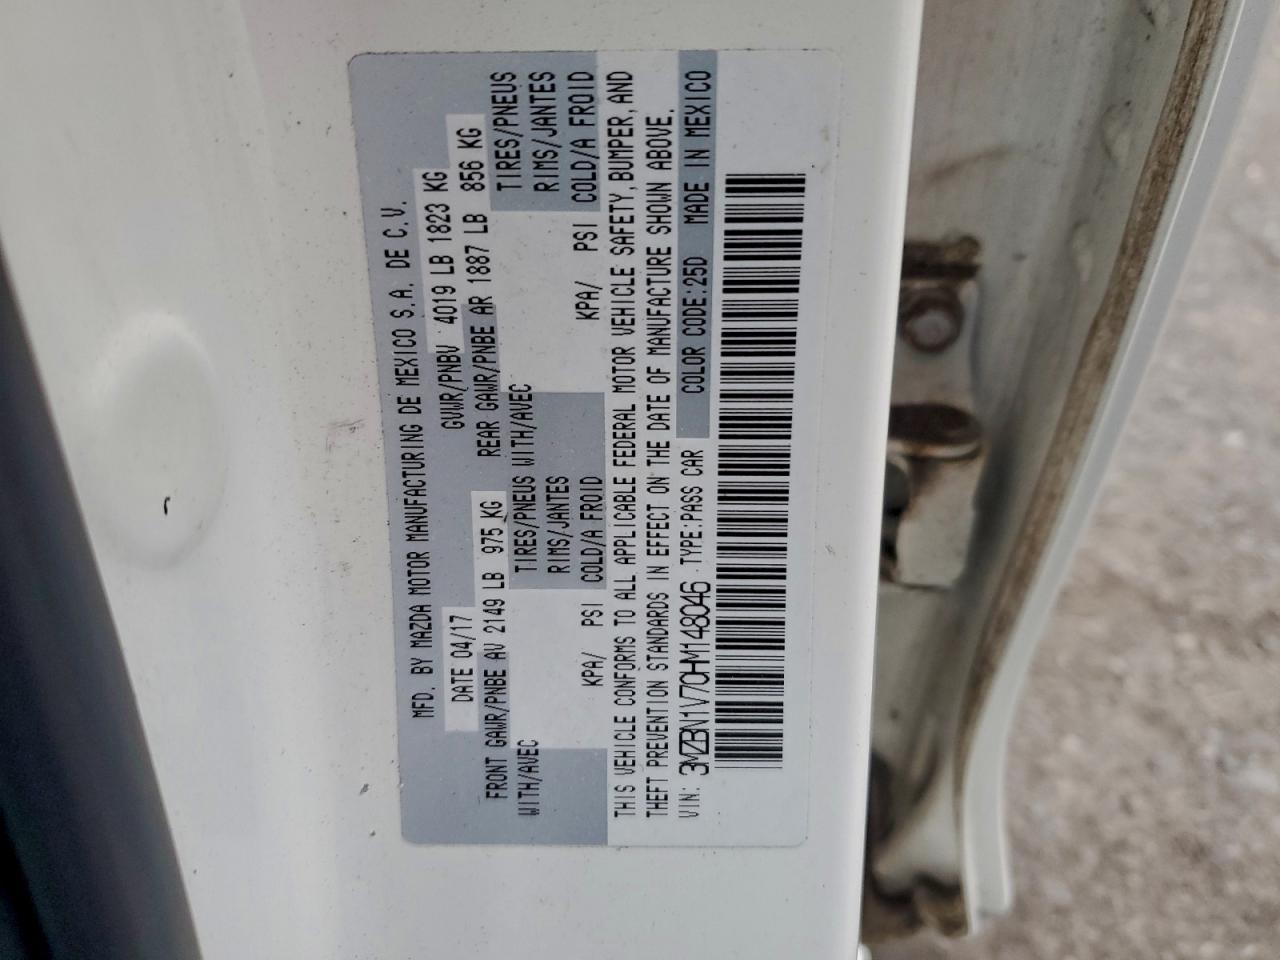 MFD. BY MAZDA MOTOR MANUFACTURING DE MEXICO S.A. DE C.V.
DATE 04/17 GVWR/PNBV 4019 LB 1823 KG
FRONT GAWR/PNBE AV 2149 LB 975 KG REAR GAWR/PNBE AR 1887 LB 856 KG
WITH/AVEC TIRES/PNEUS WITH/AVEC TIRES/PNEUS
RIMS/JANTES RIMS/JANTES
KPA/ PSI COLD/A FROID KPA/ PSI COLD/A FROID
THIS VEHICLE CONFORMS TO ALL APPLICABLE FEDERAL MOTOR VEHICLE SAFETY, BUMPER, AND
THEFT PREVENTION STANDARDS IN EFFECT ON THE DATE OF MANUFACTURE SHOWN ABOVE.
VIN: 3MZBN1V70HM148046 TYPE:PASS CAR COLOR CODE:25D MADE IN MEXICO